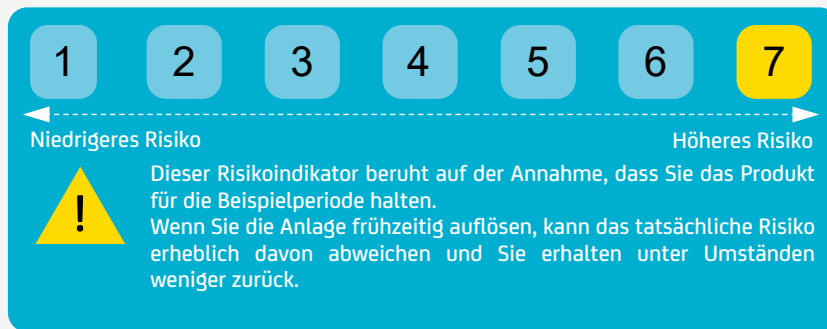 1 2 3 4 5 6 7
Niedrigeres Risiko Höheres Risiko
Dieser Risikoindikator beruht auf der Annahme, dass Sie das Produkt
für die Beispielperiode halten.
!
Wenn Sie die Anlage frühzeitig auflösen, kann das tatsächliche Risiko
erheblich davon abweichen und Sie erhalten unter Umständen
weniger zurück.